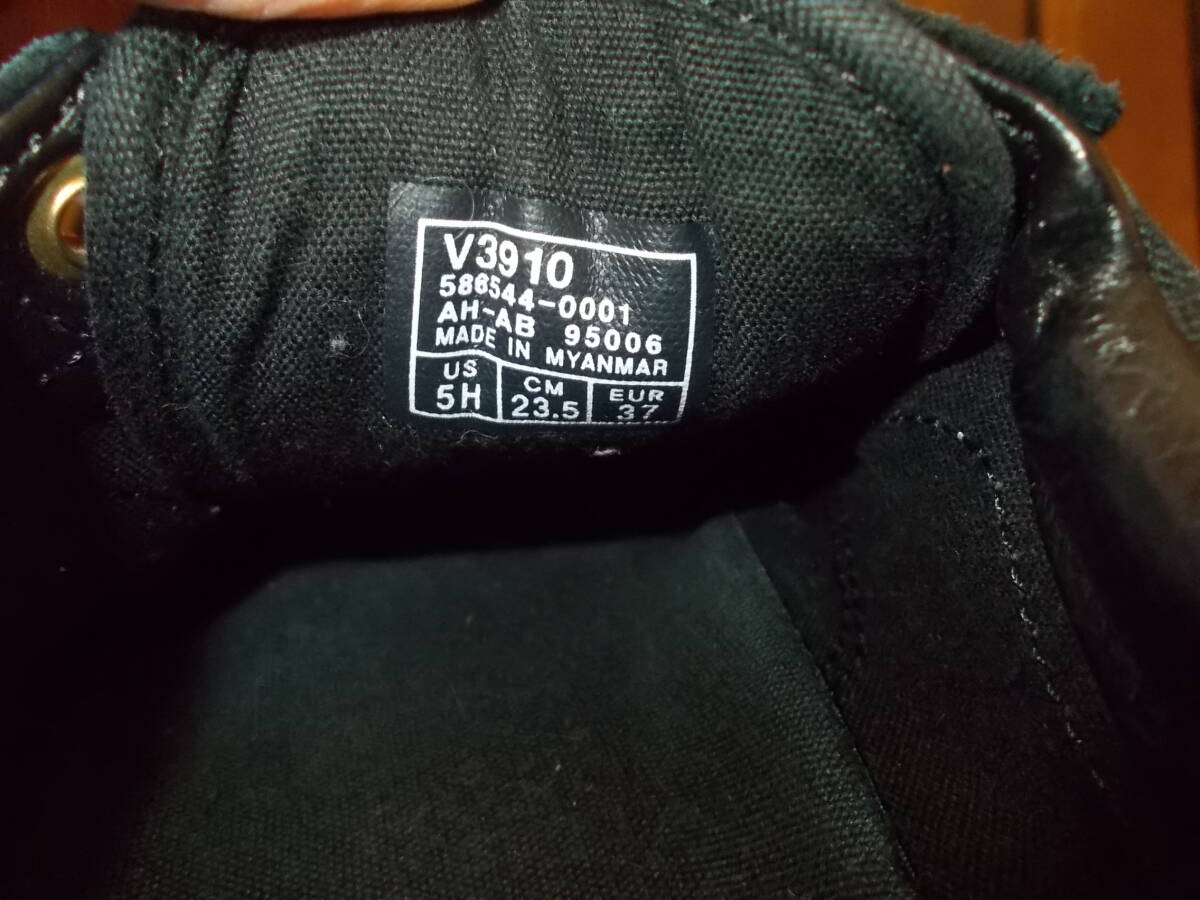 V3910
586544-0001
AH-AB 95006
MADE IN MYANMAR
US CM EUR
5H 23.5 37